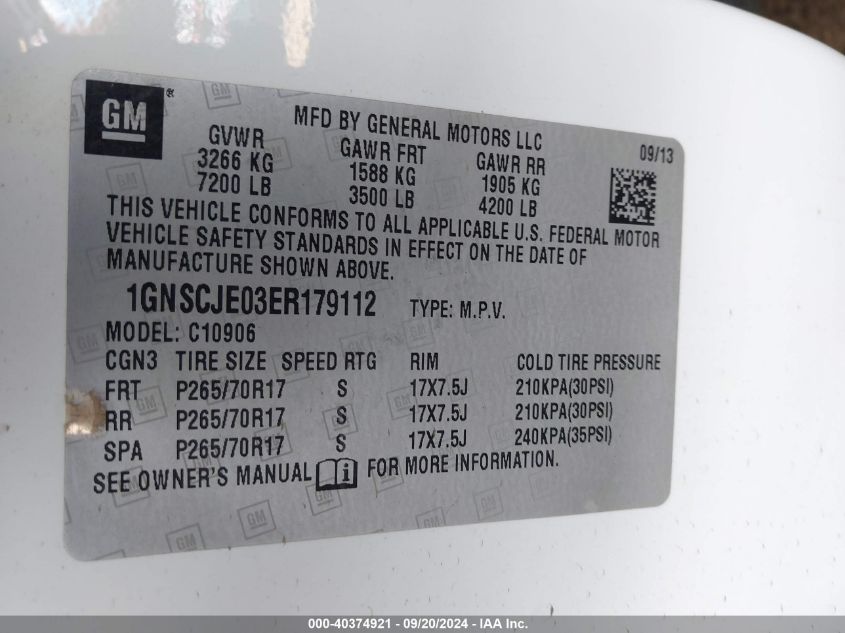 GM
MFD BY GENERAL MOTORS LLC 09/13
GVWR GAWR FRT GAWR RR
3266 KG 1588 KG 1905 KG
7200 LB 3500 LB 4200 LB
THIS VEHICLE CONFORMS TO ALL APPLICABLE U.S. FEDERAL MOTOR
VEHICLE SAFETY STANDARDS IN EFFECT ON THE DATE OF
MANUFACTURE SHOWN ABOVE.
1GNSCJE03ER179112 TYPE: M.P.V.
MODEL: C10906
CGN3 TIRE SIZE SPEED RTG RIM COLD TIRE PRESSURE
FRT P265/70R17 S 17X7.5J 210KPA(30PSI)
RR P265/70R17 S 17X7.5J 210KPA(30PSI)
SPA P265/70R17 S 17X7.5J 240KPA(35PSI)
SEE OWNER'S MANUAL i FOR MORE INFORMATION.
000-40374921 - 09/20/2024 - IAA Inc.